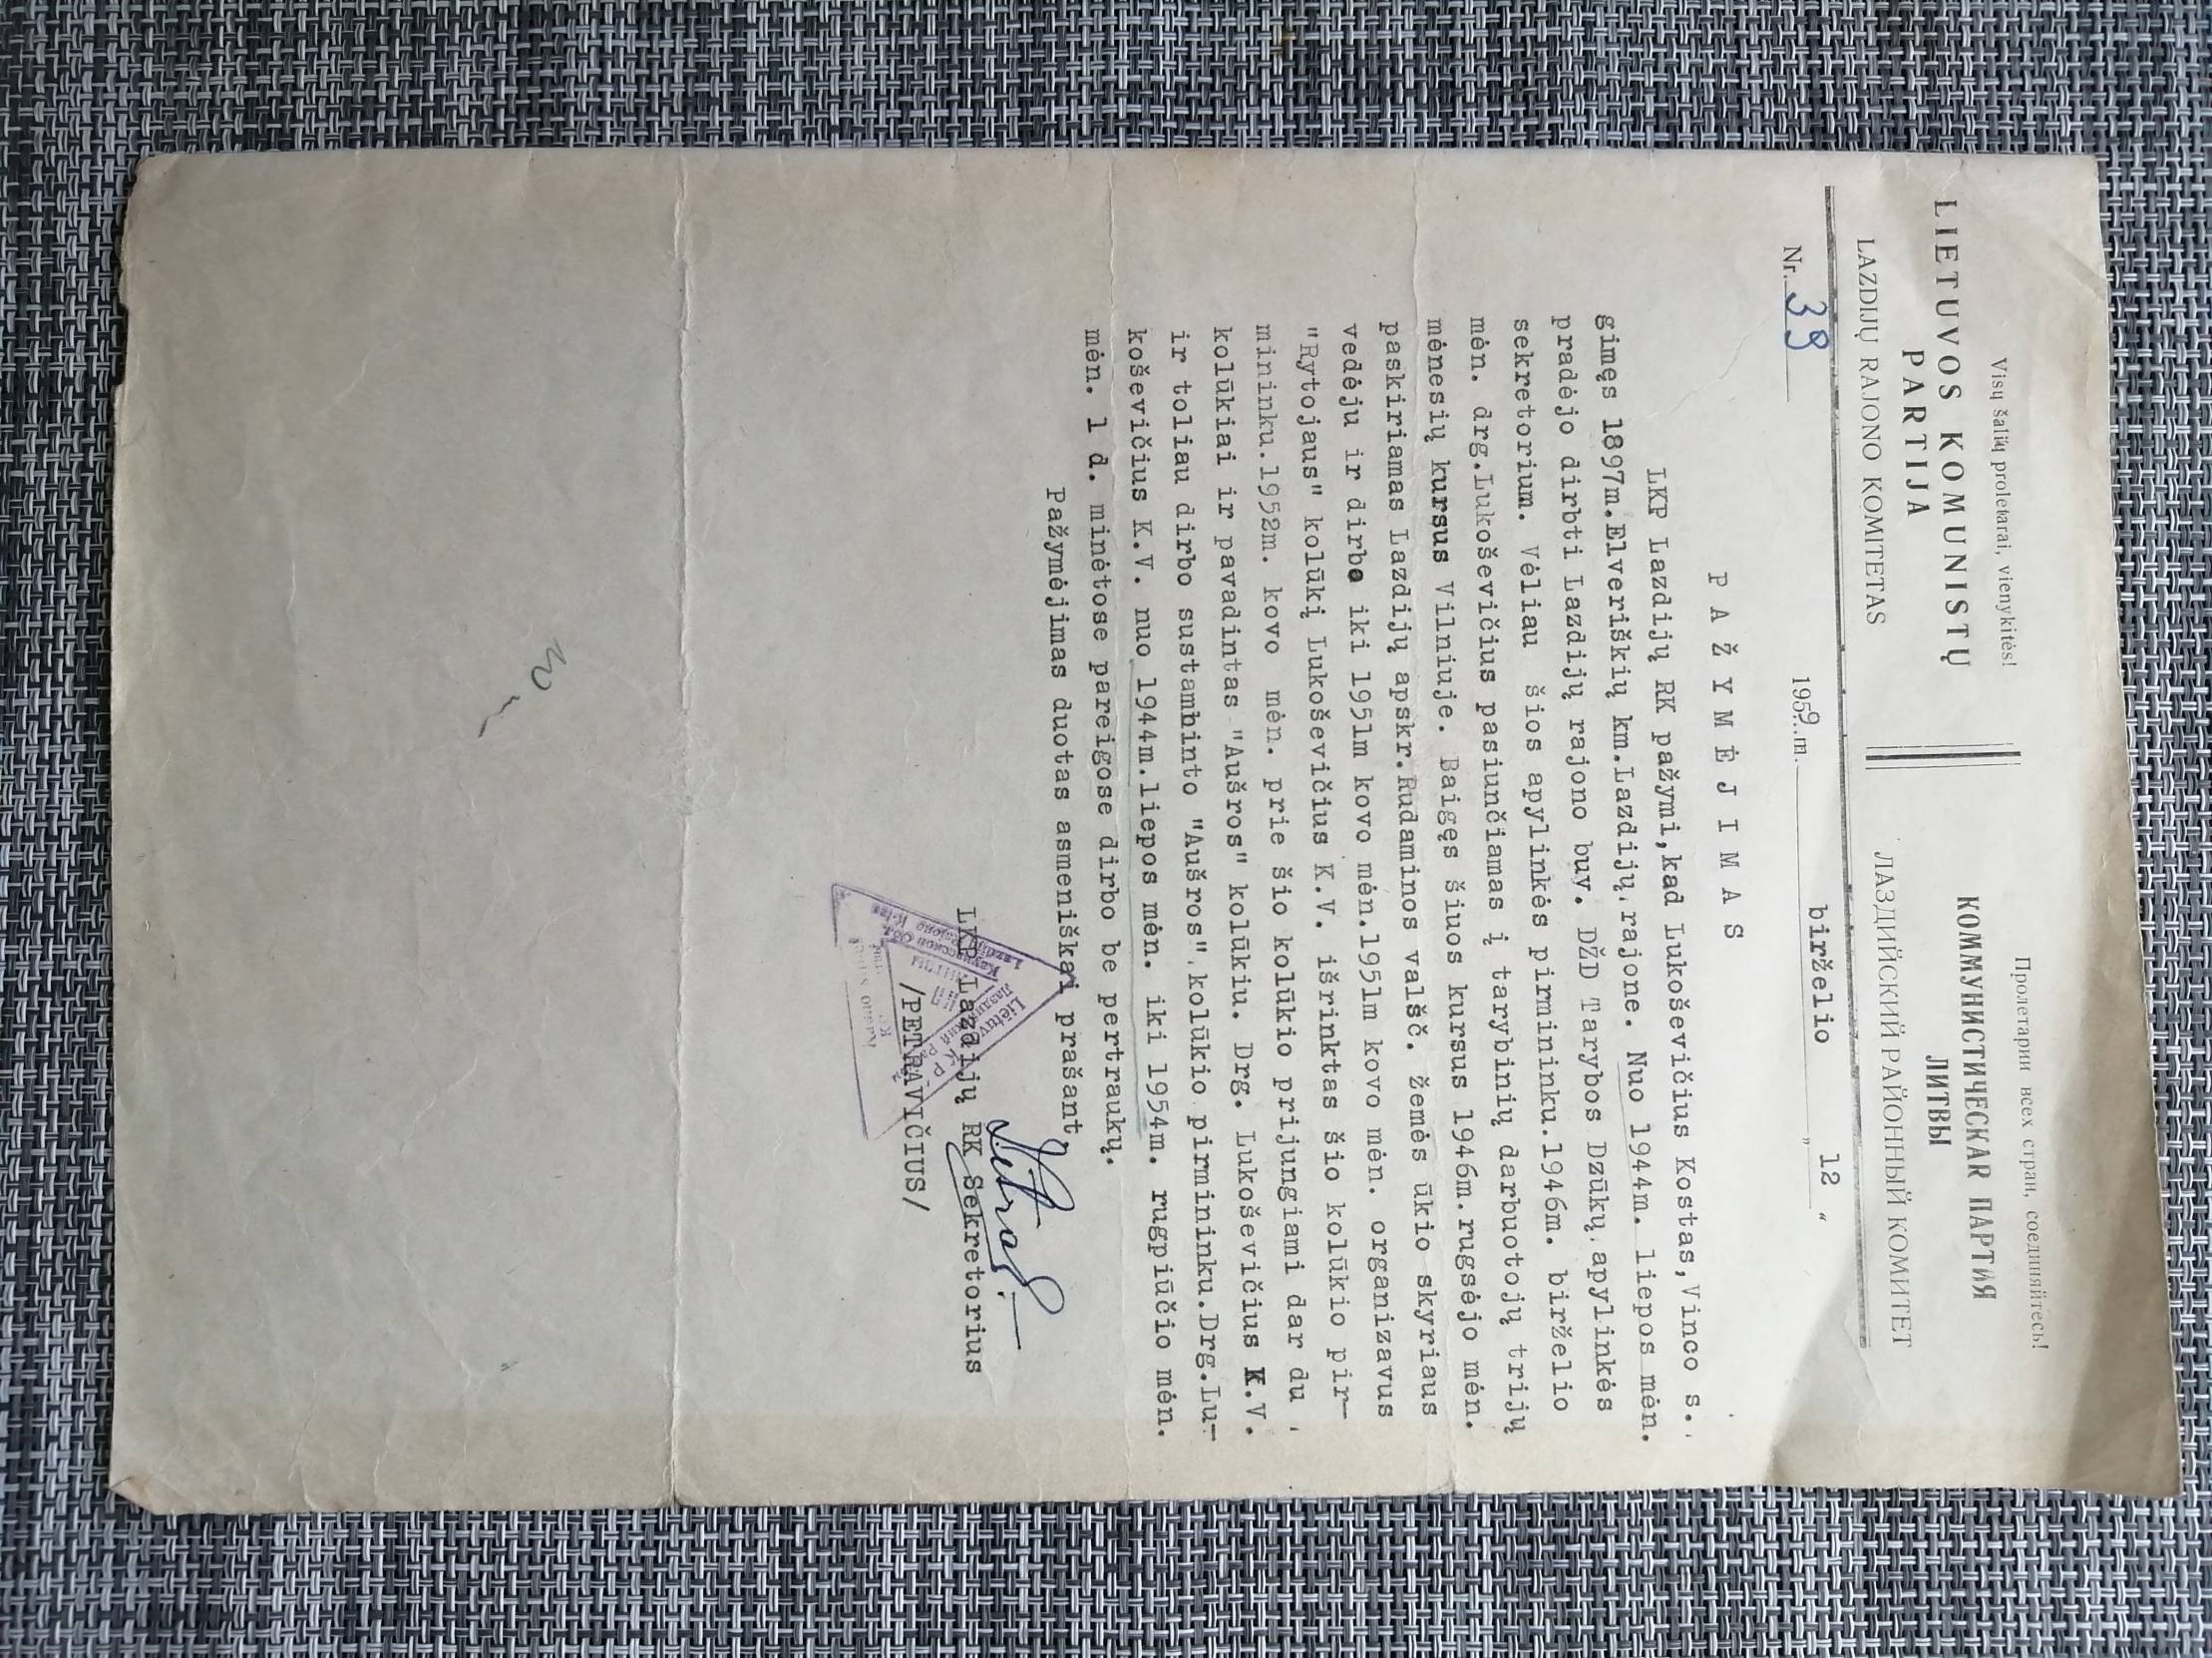 Visų šalių proletarai, vienykitės!
LIETUVOS KOMUNISTŲ
PARTIJA
LAZDIJŲ RAJONO KOMITETAS
Пролетарии всех стран, соединяйтесь!
КОММУНИСТИЧЕСКАЯ ПАРТИЯ
ЛИТВЫ
ЛАЗДИЙСКИЙ РАЙОННЫЙ КОМИТЕТ
Nr. 39 1959 m. birželio „ 12 “
PAŽYMĖJIMAS
LKP Lazdijų RK pažymi,kad Lukoševičius Kostas,Vinco s.
gimęs 1897m.Elveriškių km.Lazdijų rajone. Nuo 1944m. liepos mėn.
pradėjo dirbti Lazdijų rajono buv. DŽD Tarybos Dzūkų apylinkės
sekretorium. Vėliau šios apylinkės pirmininku.1946m. birželio
mėn. drg.Lukoševičius pasiunčiamas į tarybinių darbuotojų trijų
mėnesių kursus Vilniuje. Baigęs šiuos kursus 1946m.rugsėjo mėn.
paskiriamas Lazdijų apskr.Rudaminos valšč. žemės ūkio skyriaus
vedėju ir dirbo iki 1951m kovo mėn.1951m kovo mėn. organizavus
"Rytojaus" kolūkį Lukoševičius K.V. išrinktas šio kolūkio pir-
mininku.1952m. kovo mėn. prie šio kolūkio prijungiami dar du
kolūkiai ir pavadintas "Aušros" kolūkiu. Drg. Lukoševičius K.V.
ir toliau dirbo sustambinto "Aušros" kolūkio pirmininku.Drg.Lu-
koševičius K.V. nuo 1944m.liepos mėn. iki 1954m. rugpiūčio mėn.
mėn. 1 d. minėtose pareigose dirbo be pertraukų.
Pažymėjimas duotas asmeniškai prašant.
LKP Lazdijų RK Sekretorius
/PETRAVIČIUS/
Lietuvos K P
Lazdijų Rajono K-tas